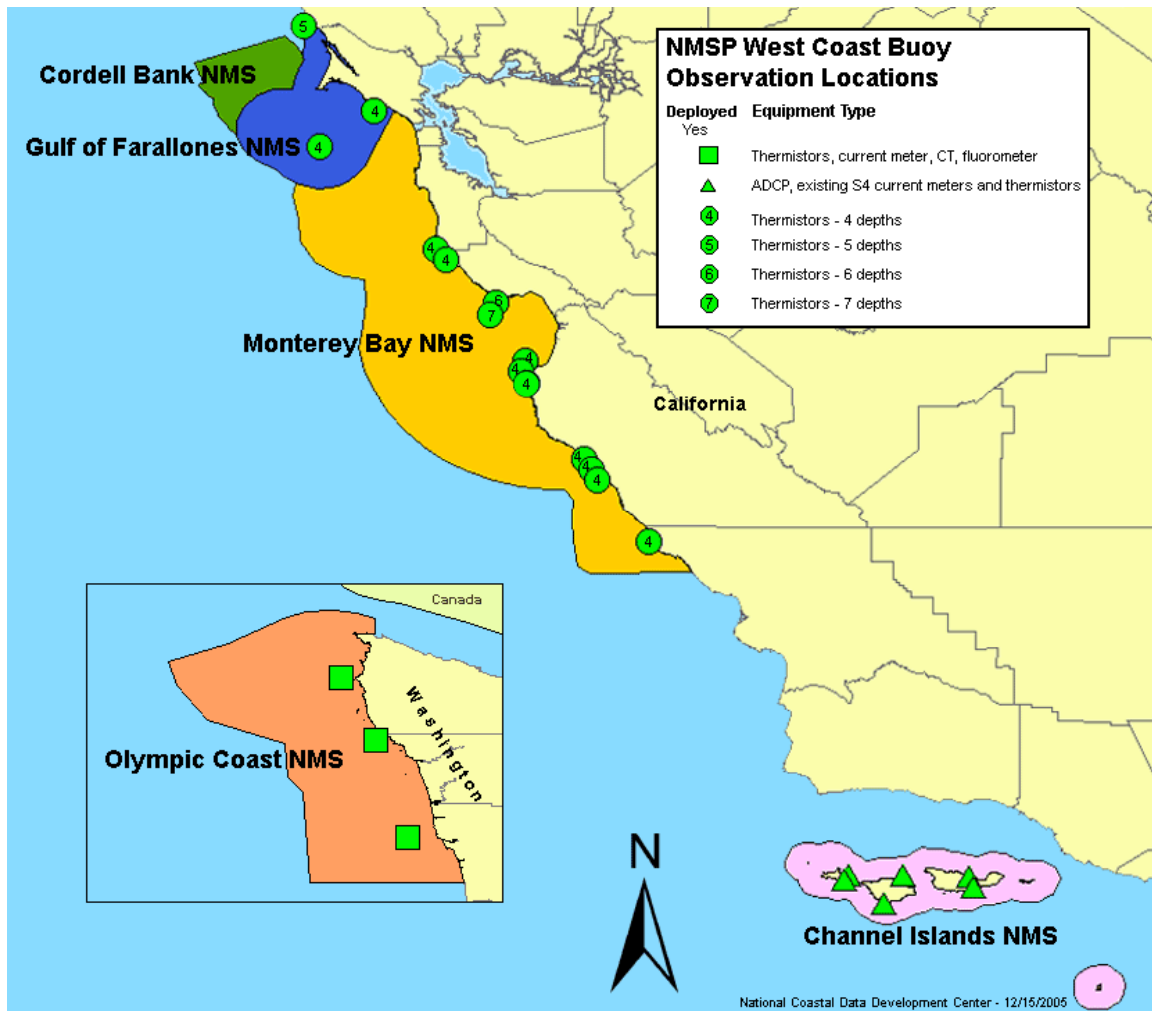 NMSP West Coast Buoy
Observation Locations
Deployed Equipment Type
Yes
Thermistors, current meter, CT, fluorometer
ADCP, existing S4 current meters and thermistors
4 Thermistors - 4 depths
5 Thermistors - 5 depths
6 Thermistors - 6 depths
7 Thermistors - 7 depths
5
Cordell Bank NMS
4
Gulf of Farallones NMS 4
4
4
6
7
Monterey Bay NMS
4
4
4
California
4
4
4
4
Canada
Washington
Olympic Coast NMS
N
Channel Islands NMS
National Coastal Data Development Center - 12/15/2005